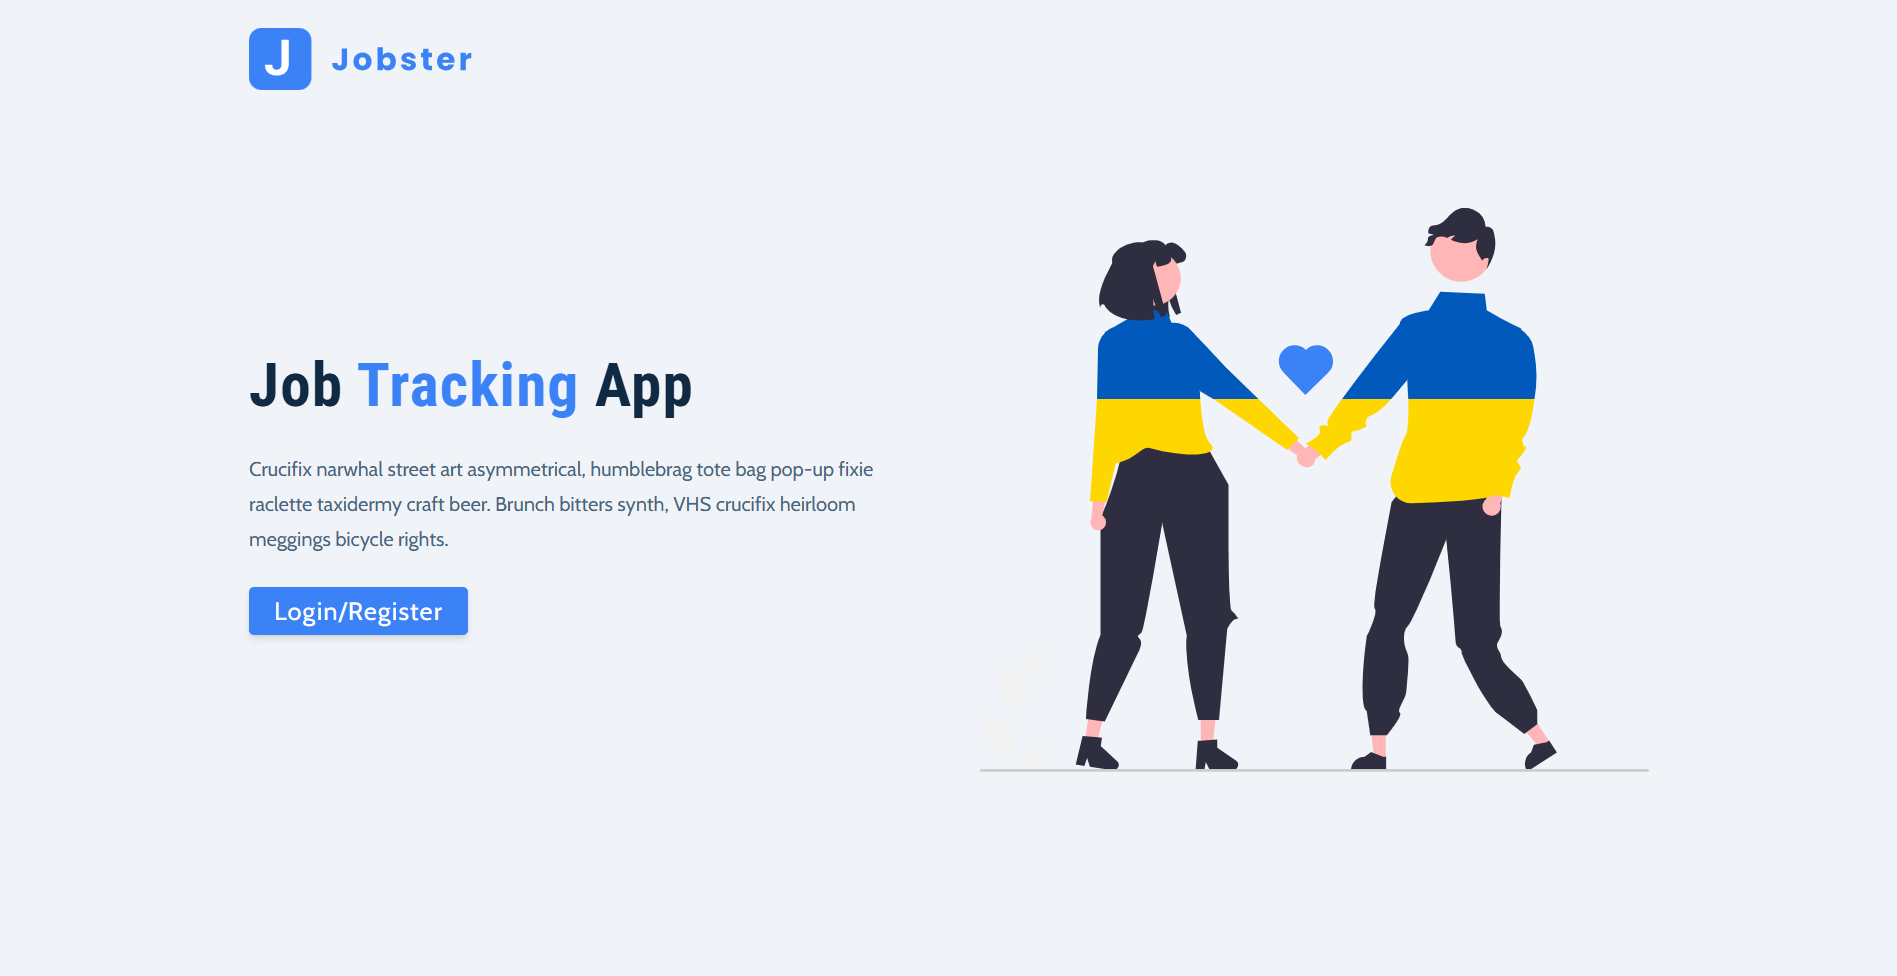 J Jobster
Job Tracking App
Crucifix narwhal street art asymmetrical, humblebrag tote bag pop-up fixie
raclette taxidermy craft beer. Brunch bitters synth, VHS crucifix heirloom
meggings bicycle rights.
Login/Register